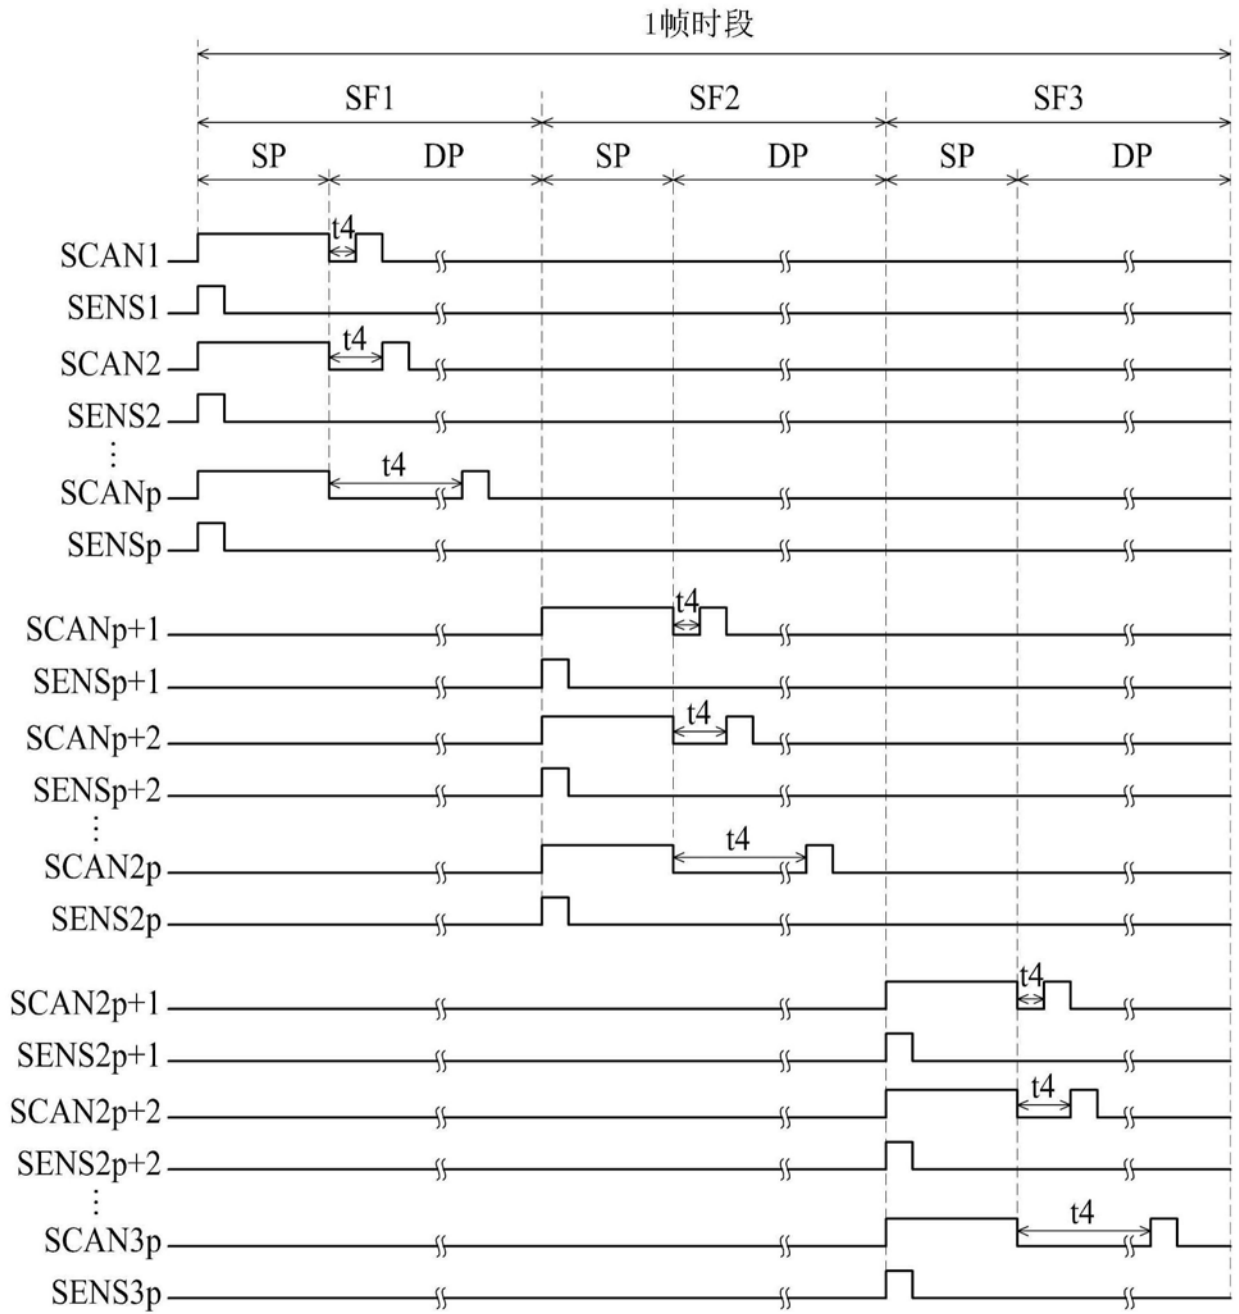 1帧时段
SF1 SF2 SF3
SP DP SP DP SP DP
t4
SCAN1
SENS1
t4
SCAN2
SENS2
⋮
t4
SCANp
SENSp
t4
SCANp+1
SENSp+1
t4
SCANp+2
SENSp+2
⋮
t4
SCAN2p
SENS2p
t4
SCAN2p+1
SENS2p+1
t4
SCAN2p+2
SENS2p+2
⋮
t4
SCAN3p
SENS3p